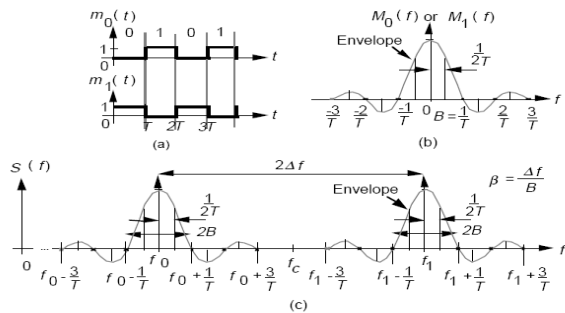 m0(t)
0 1 0 1
1
0
t
m1(t)
1
0
T 2T 3T
t
(a)
M0(f) or M1(f)
Envelope
1/2T
-3/T -2/T -1/T 0 B=1/T 2/T 3/T
f
(b)
S(f)
2Δf
β=Δf/B
Envelope
1/2T
1/2T
2B
2B
0 ... f0-3/T f0-1/T f0 f0+1/T f0+3/T fc f1-3/T f1-1/T f1 f1+1/T f1+3/T
f
(c)